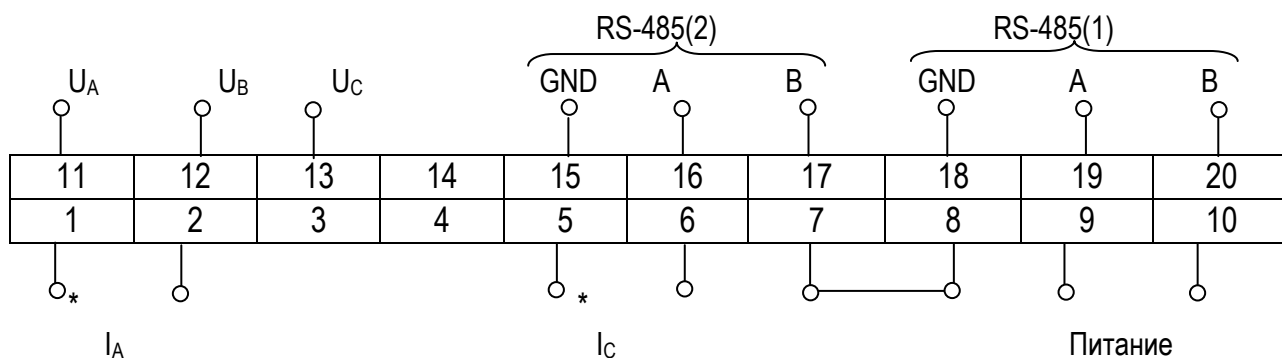 RS-485(2) RS-485(1)
UA UB UC GND A B GND A B
11 12 13 14 15 16 17 18 19 20
1 2 3 4 5 6 7 8 9 10
* *
IA IC Питание